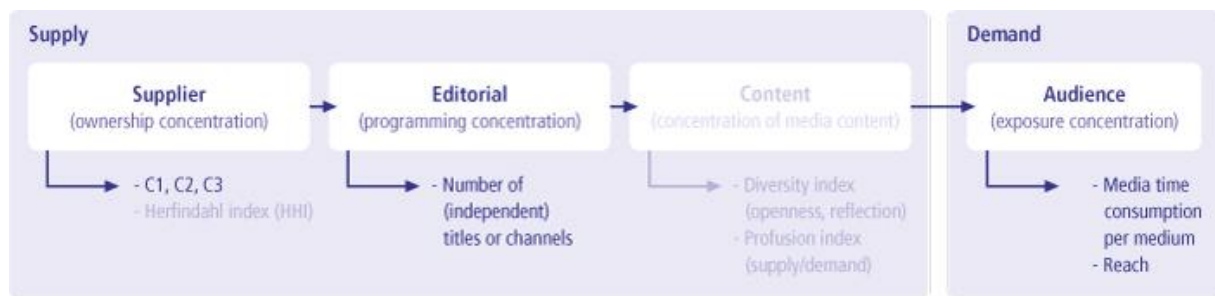 Supply
Demand
Supplier
(ownership concentration)
Editorial
(programming concentration)
Content
(concentration of media content)
Audience
(exposure concentration)
- C1, C2, C3
- Herfindahl index (HHI)
- Number of
(independent)
titles or channels
- Diversity index
(openness, reflection)
- Profusion index
(supply/demand)
- Media time
consumption
per medium
- Reach